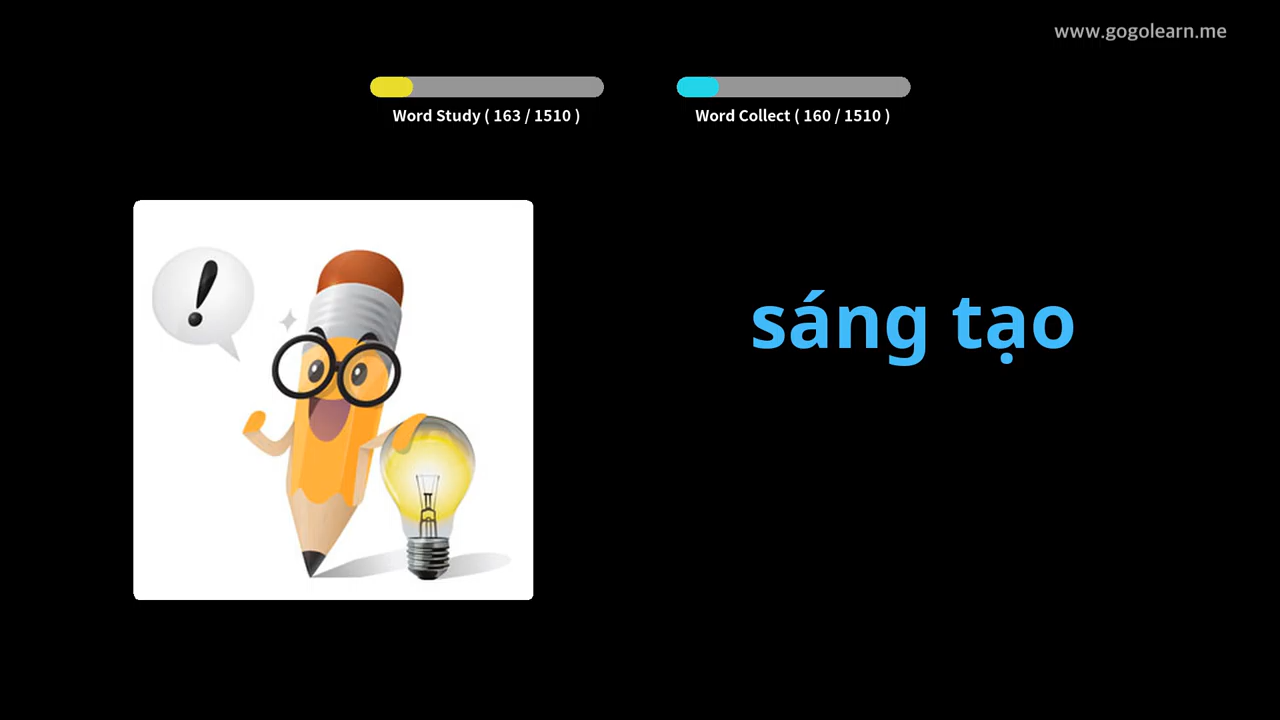 www.gogolearn.me
Word Study ( 163 / 1510 )
Word Collect ( 160 / 1510 )
!
sáng tạo